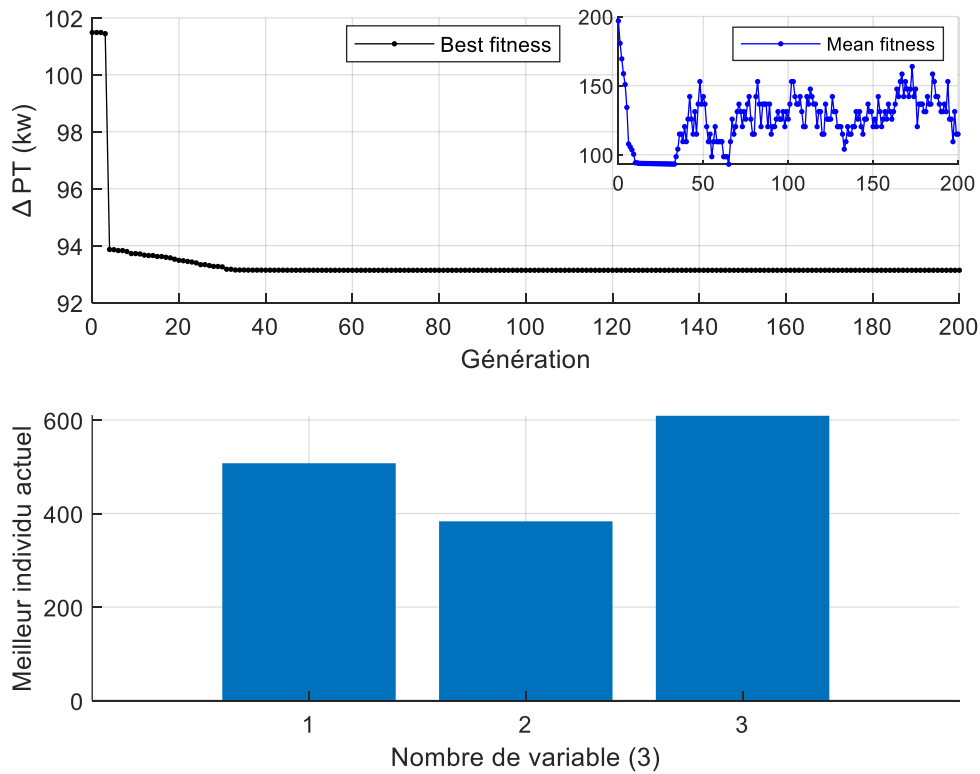 102
100
98
96
94
92
Δ PT (kw)
Best fitness
0 20 40 60 80 100 120 140 160 180 200
Génération
200
150
100
Mean fitness
0 50 100 150 200
600
400
200
0
Meilleur individu actuel
1 2 3
Nombre de variable (3)